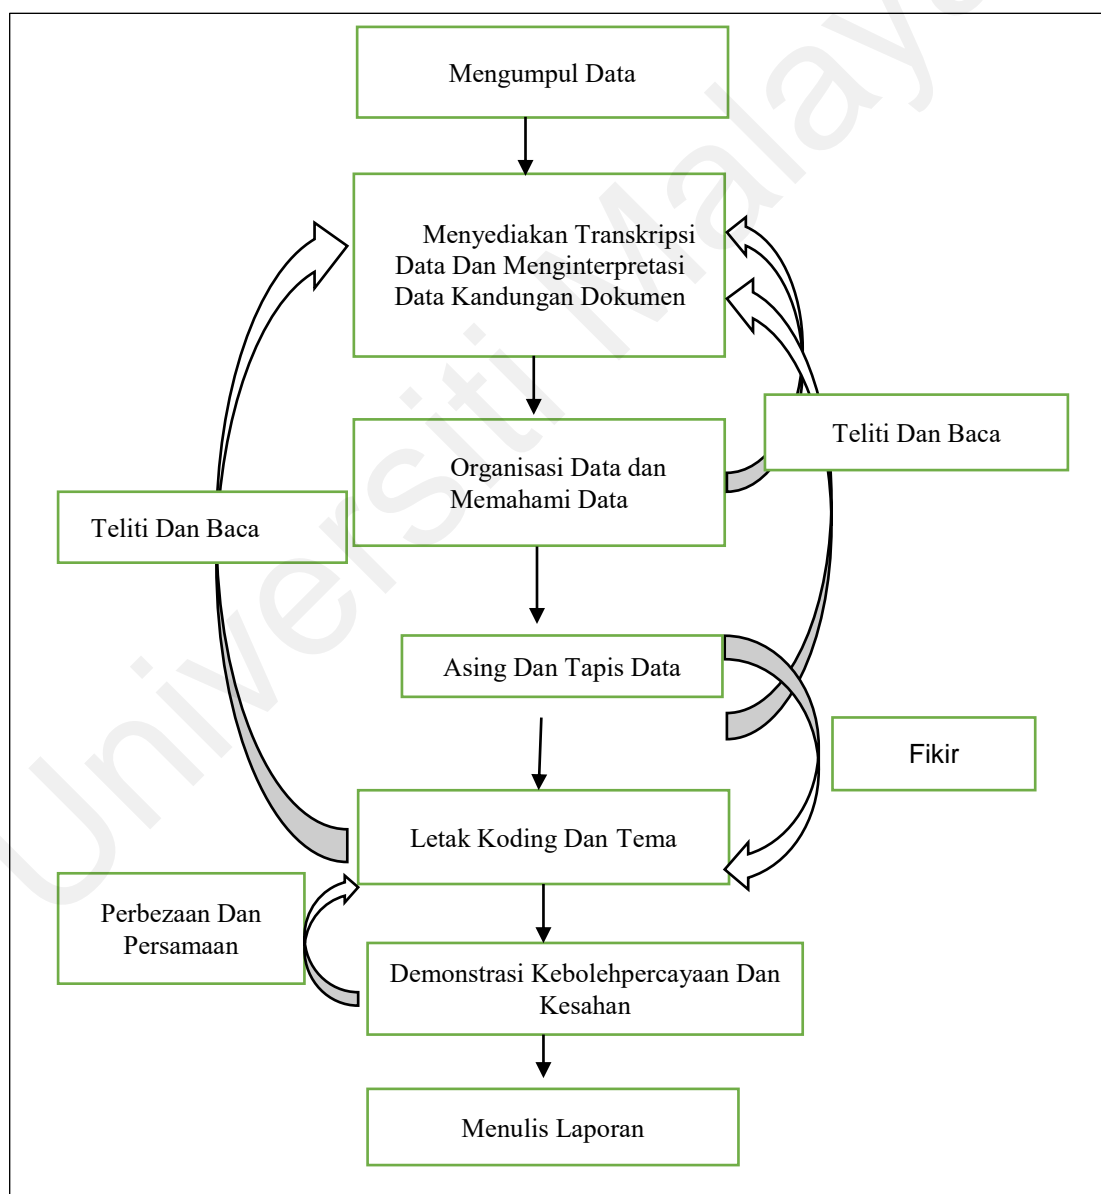 Mengumpul Data
Menyediakan Transkripsi
Data Dan Menginterpretasi
Data Kandungan Dokumen
Teliti Dan Baca
Organisasi Data dan
Memahami Data
Teliti Dan Baca
Asing Dan Tapis Data
Fikir
Letak Koding Dan Tema
Perbezaan Dan
Persamaan
Demonstrasi Kebolehpercayaan Dan
Kesahan
Menulis Laporan
Universiti Malaya